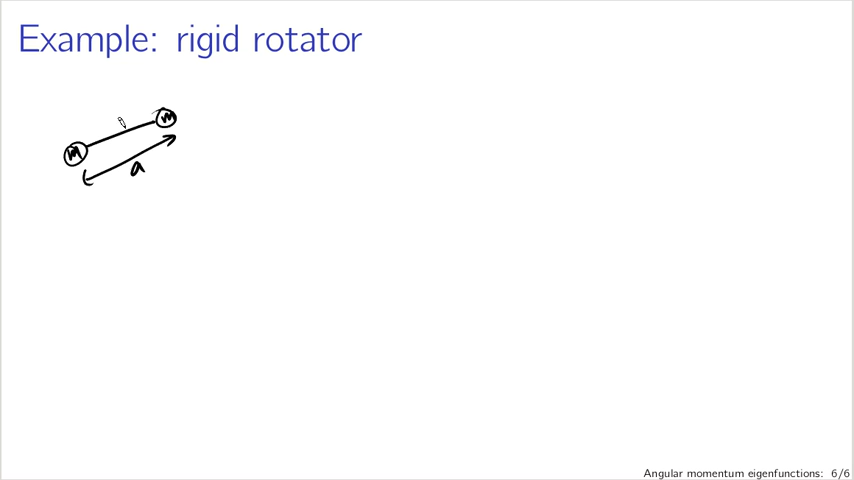 Example: rigid rotator
m
m
a
Angular momentum eigenfunctions: 6/6